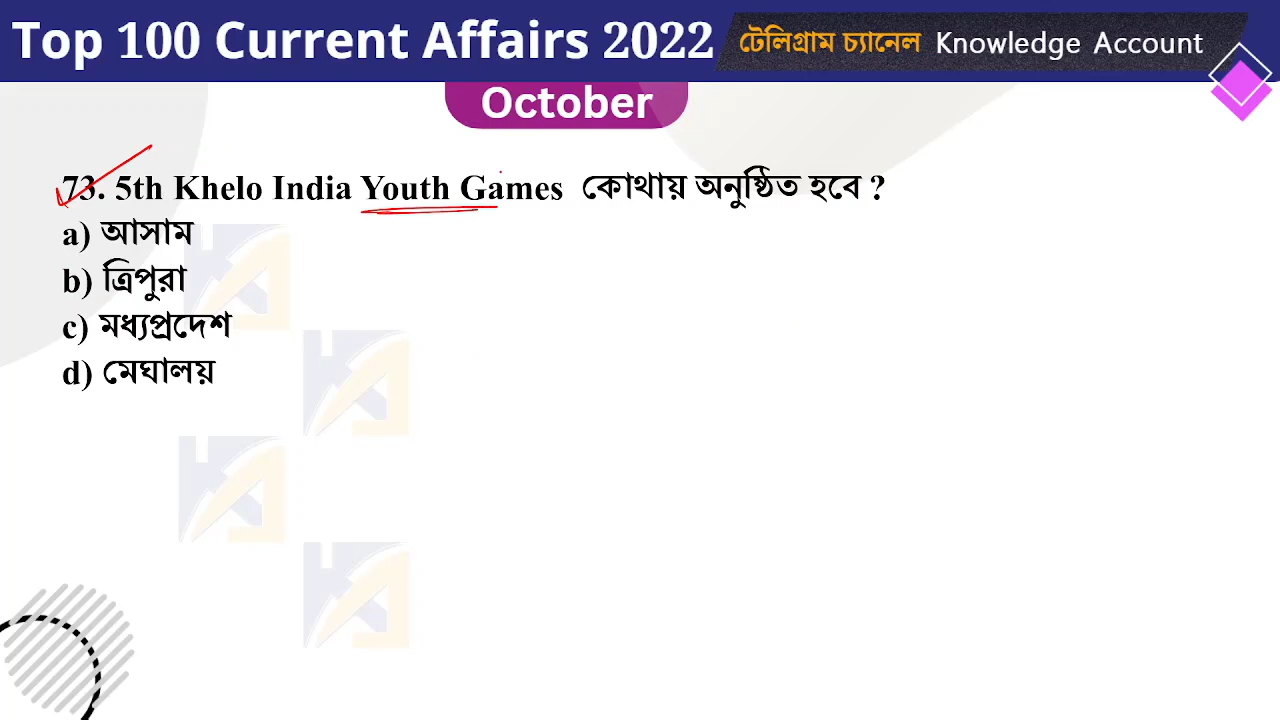 Top 100 Current Affairs 2022 টেলিগ্রাম চ্যানেল Knowledge Account
October
73. 5th Khelo India Youth Games কোথায় অনুষ্ঠিত হবে ?
a) আসাম
b) ত্রিপুরা
c) মধ্যপ্রদেশ
d) মেঘালয়